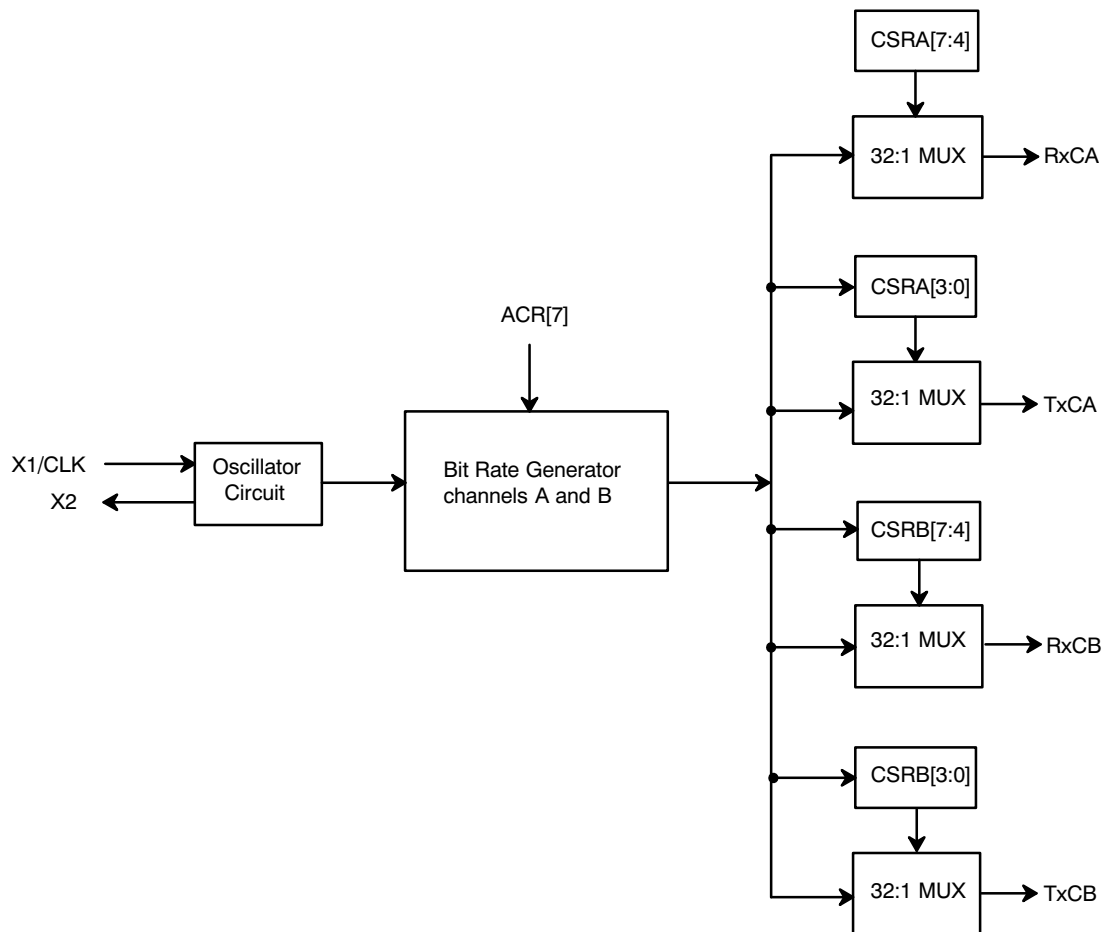 CSRA[7:4]
32:1 MUX
RxCA
CSRA[3:0]
ACR[7]
32:1 MUX
TxCA
X1/CLK
X2
Oscillator
Circuit
Bit Rate Generator
channels A and B
CSRB[7:4]
32:1 MUX
RxCB
CSRB[3:0]
32:1 MUX
TxCB